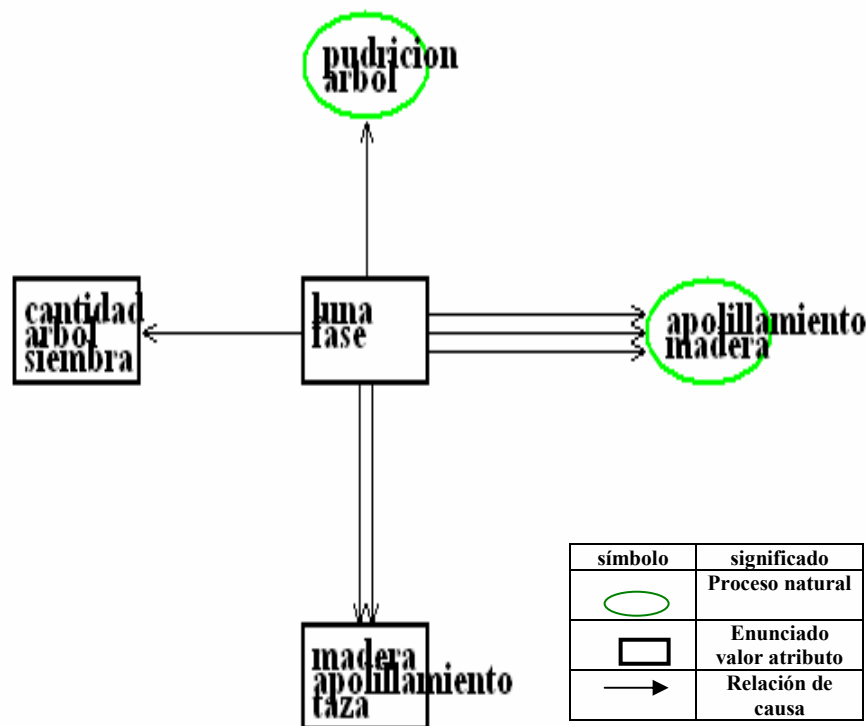 pudricion
arbol
cantidad
arbol
siembra
luna
fase
apolillamiento
madera
madera
apolillamiento
taza
símbolo significado
Proceso natural
Enunciado
valor atributo
Relación de
causa